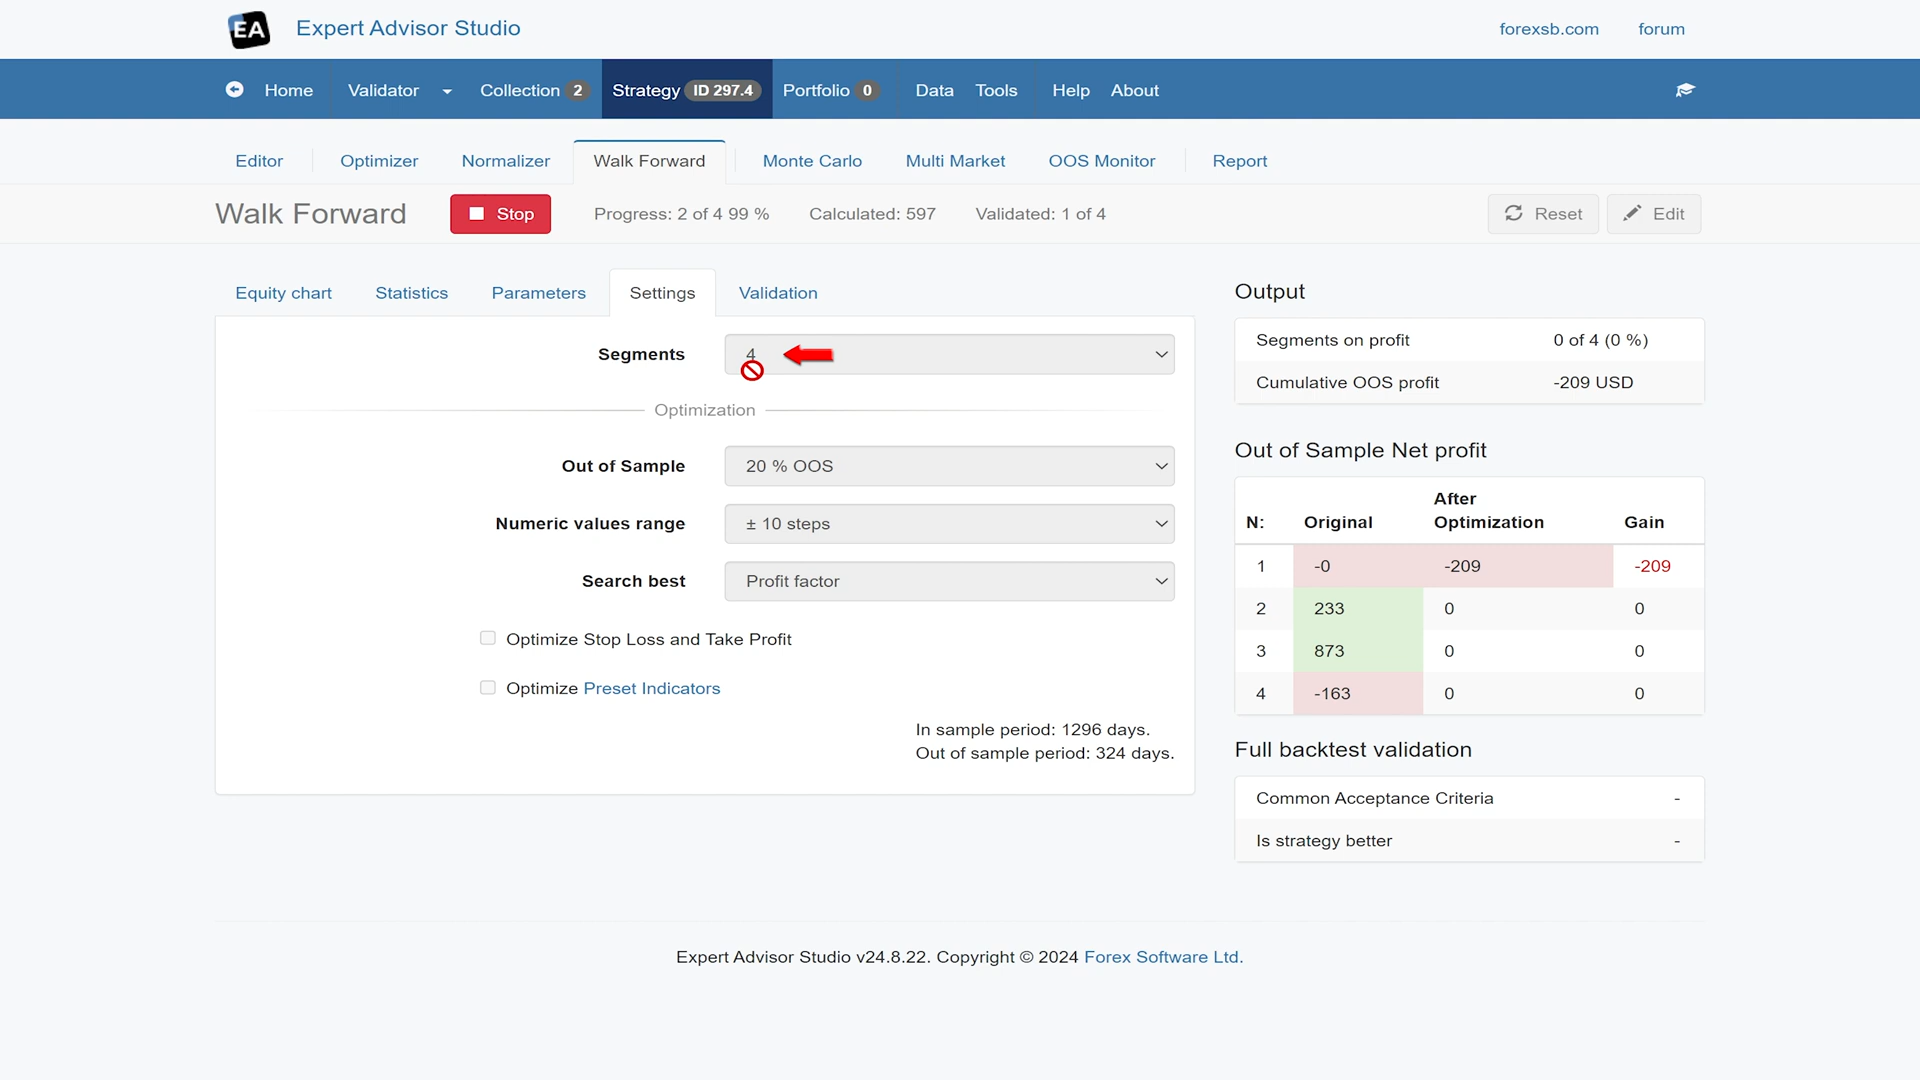 EA Expert Advisor Studio forexsb.com forum
Home Validator Collection 2 Strategy ID 297.4 Portfolio 0 Data Tools Help About
Editor Optimizer Normalizer Walk Forward Monte Carlo Multi Market OOS Monitor Report
Walk Forward Stop Progress: 2 of 4 99 % Calculated: 597 Validated: 1 of 4 Reset Edit
Equity chart Statistics Parameters Settings Validation
Segments 4
Optimization
Out of Sample 20 % OOS
Numeric values range ± 10 steps
Search best Profit factor
Optimize Stop Loss and Take Profit
Optimize Preset Indicators
In sample period: 1296 days.
Out of sample period: 324 days.
Output
Segments on profit 0 of 4 (0 %)
Cumulative OOS profit -209 USD
Out of Sample Net profit
N: Original After Optimization Gain
1 -0 -209 -209
2 233 0 0
3 873 0 0
4 -163 0 0
Full backtest validation
Common Acceptance Criteria -
Is strategy better -
Expert Advisor Studio v24.8.22. Copyright © 2024 Forex Software Ltd.